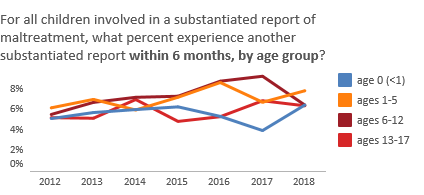 For all children involved in a substantiated report of
maltreatment, what percent experience another
substantiated report within 6 months, by age group?
8%
6%
4%
2%
0%
2012 2013 2014 2015 2016 2017 2018
age 0 (<1)
ages 1-5
ages 6-12
ages 13-17